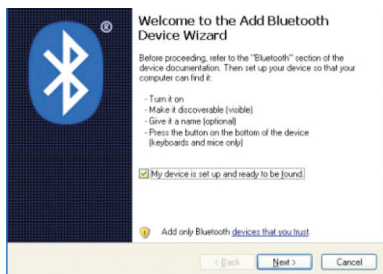 ®
Welcome to the Add Bluetooth
Device Wizard
Before proceeding, refer to the "Bluetooth" section of the
device documentation. Then set up your device so that your
computer can find it:
- Turn it on
- Make it discoverable (visible)
- Give it a name (optional)
- Press the button on the bottom of the device
(keyboards and mice only)
My device is set up and ready to be found.
Add only Bluetooth devices that you trust.
< Back
Next >
Cancel